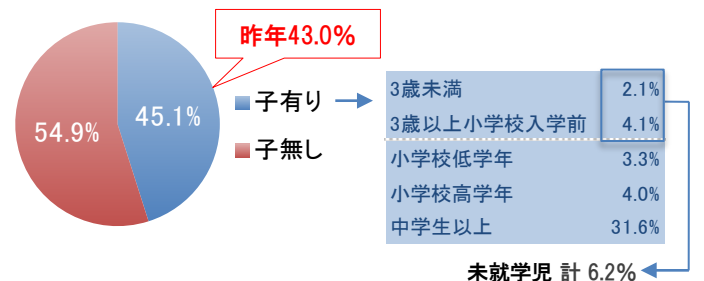 昨年43.0%
54.9%
45.1%
子有り
子無し
3歳未満 2.1%
3歳以上小学校入学前 4.1%
小学校低学年 3.3%
小学校高学年 4.0%
中学生以上 31.6%
未就学児 計 6.2%